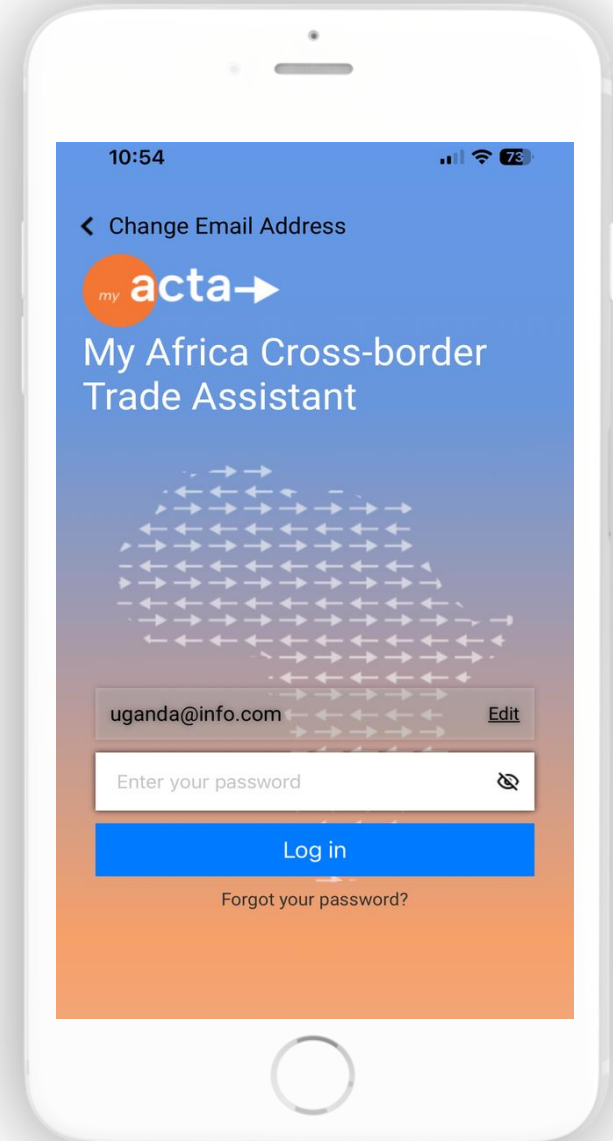 10:54
73
Change Email Address
my acta
My Africa Cross-border
Trade Assistant
uganda@info.com Edit
Enter your password
Log in
Forgot your password?